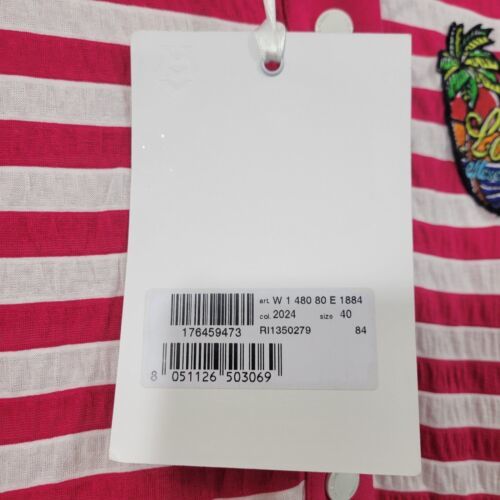 art. W 1 480 80 E 1884
col. 2024 size 40
176459473 RI1350279 84
8 051126 503069